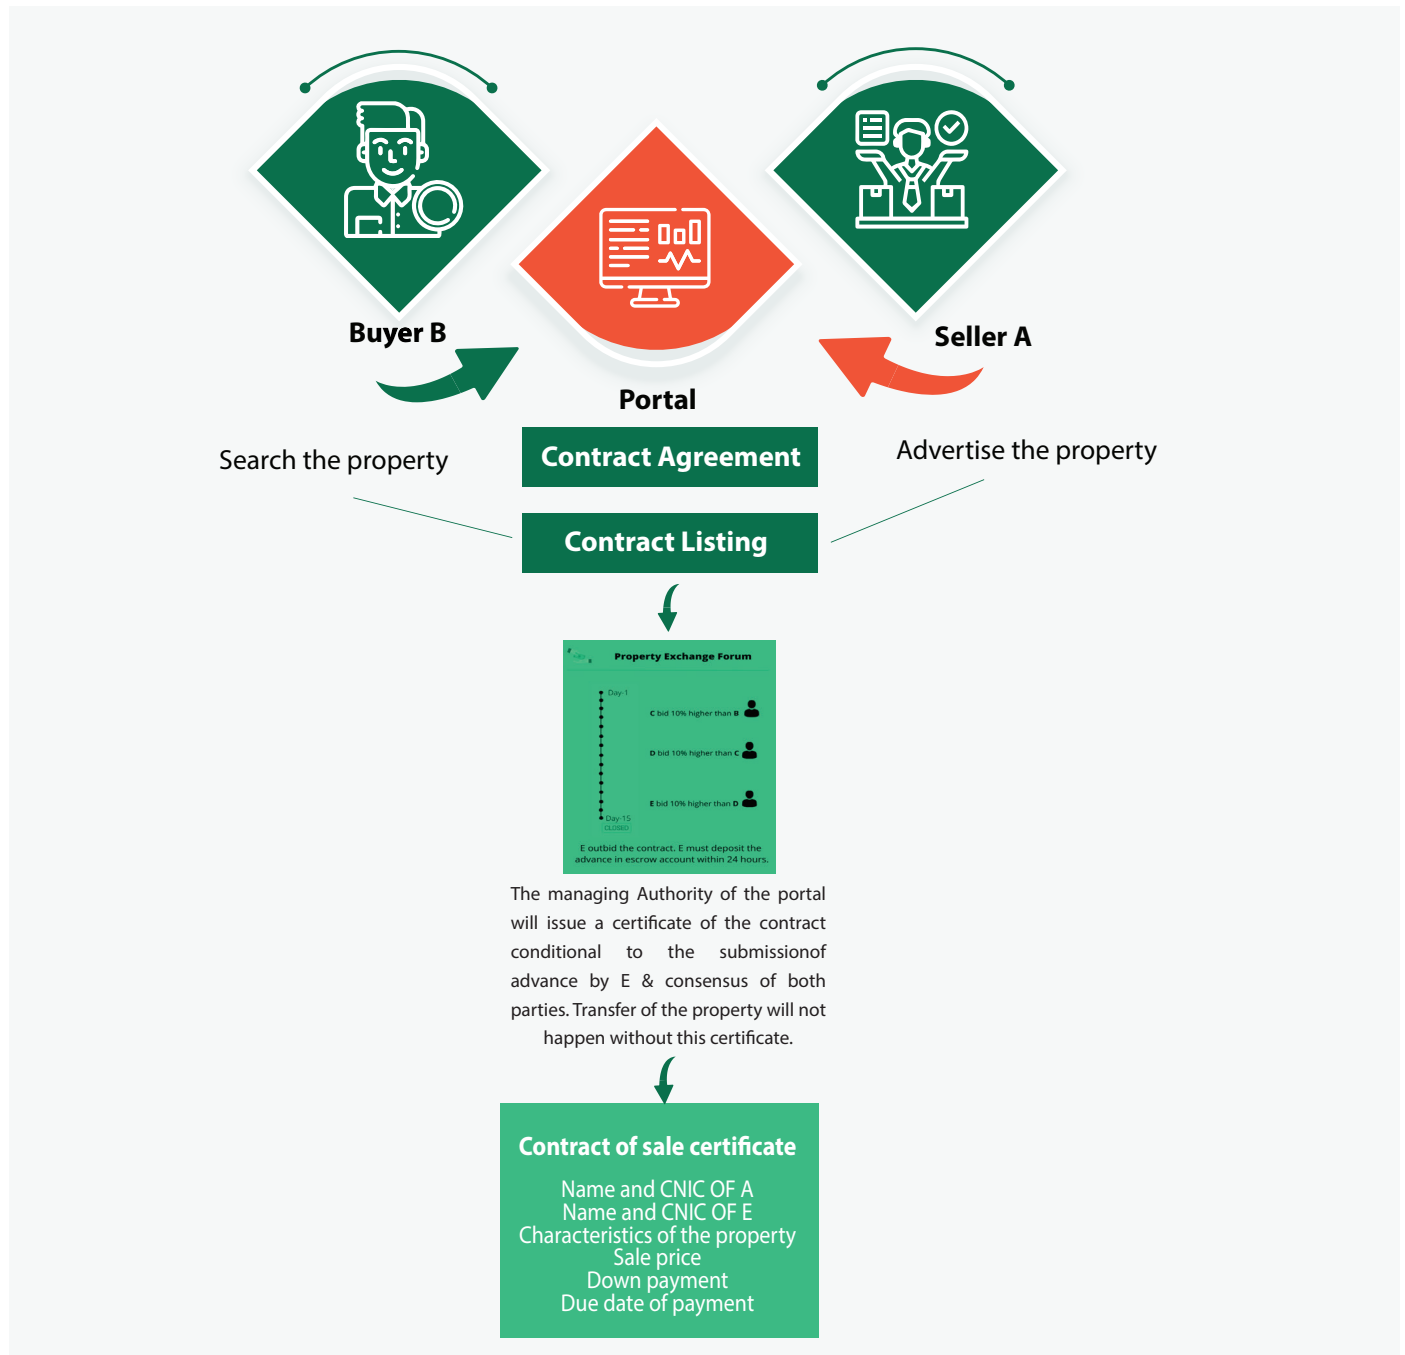 Buyer B
Seller A
Portal
Search the property
Contract Agreement
Advertise the property
Contract Listing
Property Exchange Forum
Day-1
C bid 10% higher than B
D bid 10% higher than C
E bid 10% higher than D
Day-15
CLOSED
E outbid the contract. E must deposit the
advance in escrow account within 24 hours.
The managing Authority of the portal
will issue a certificate of the contract
conditional to the submissionof
advance by E & consensus of both
parties. Transfer of the property will not
happen without this certificate.
Contract of sale certificate
Name and CNIC OF A
Name and CNIC OF E
Characteristics of the property
Sale price
Down payment
Due date of payment